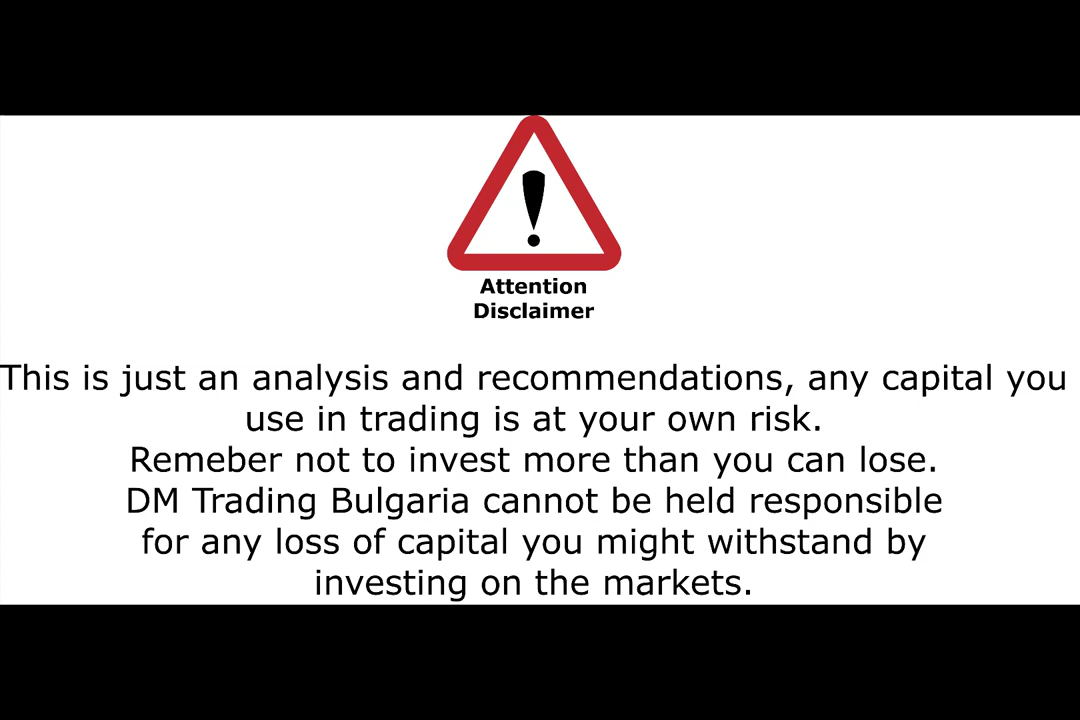 Attention
Disclaimer
This is just an analysis and recommendations, any capital you
use in trading is at your own risk.
Remeber not to invest more than you can lose.
DM Trading Bulgaria cannot be held responsible
for any loss of capital you might withstand by
investing on the markets.